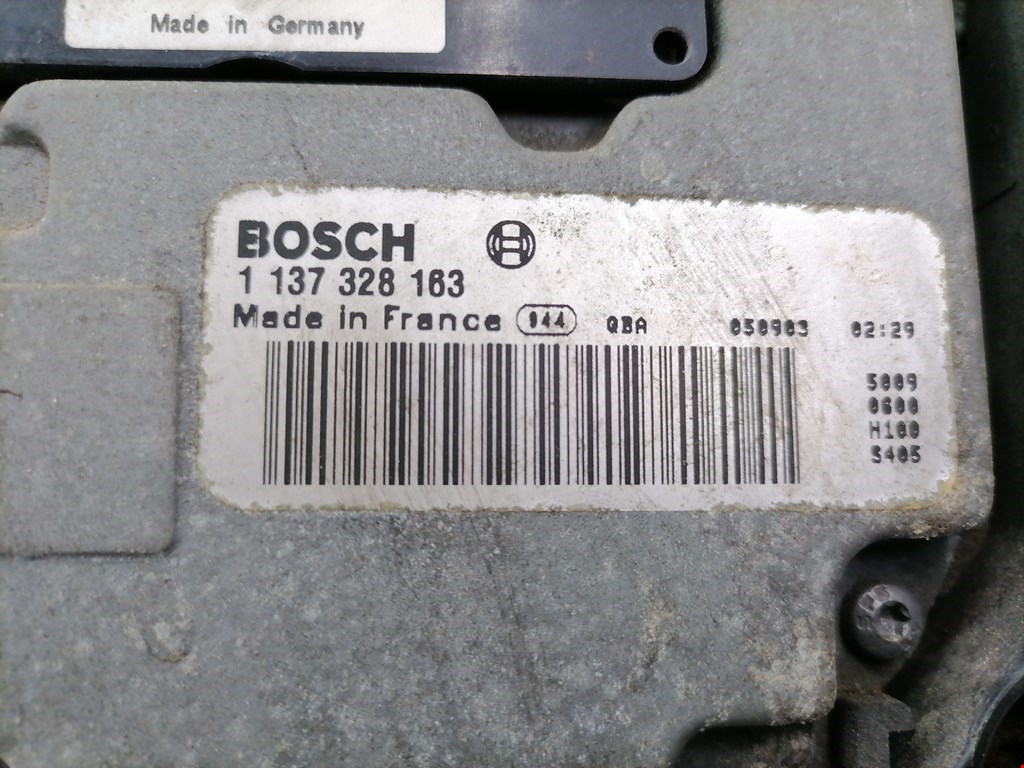 Made in Germany
BOSCH
1 137 328 163
Made in France 944 QBA 050903 02:29
5009
0600
H100
S405